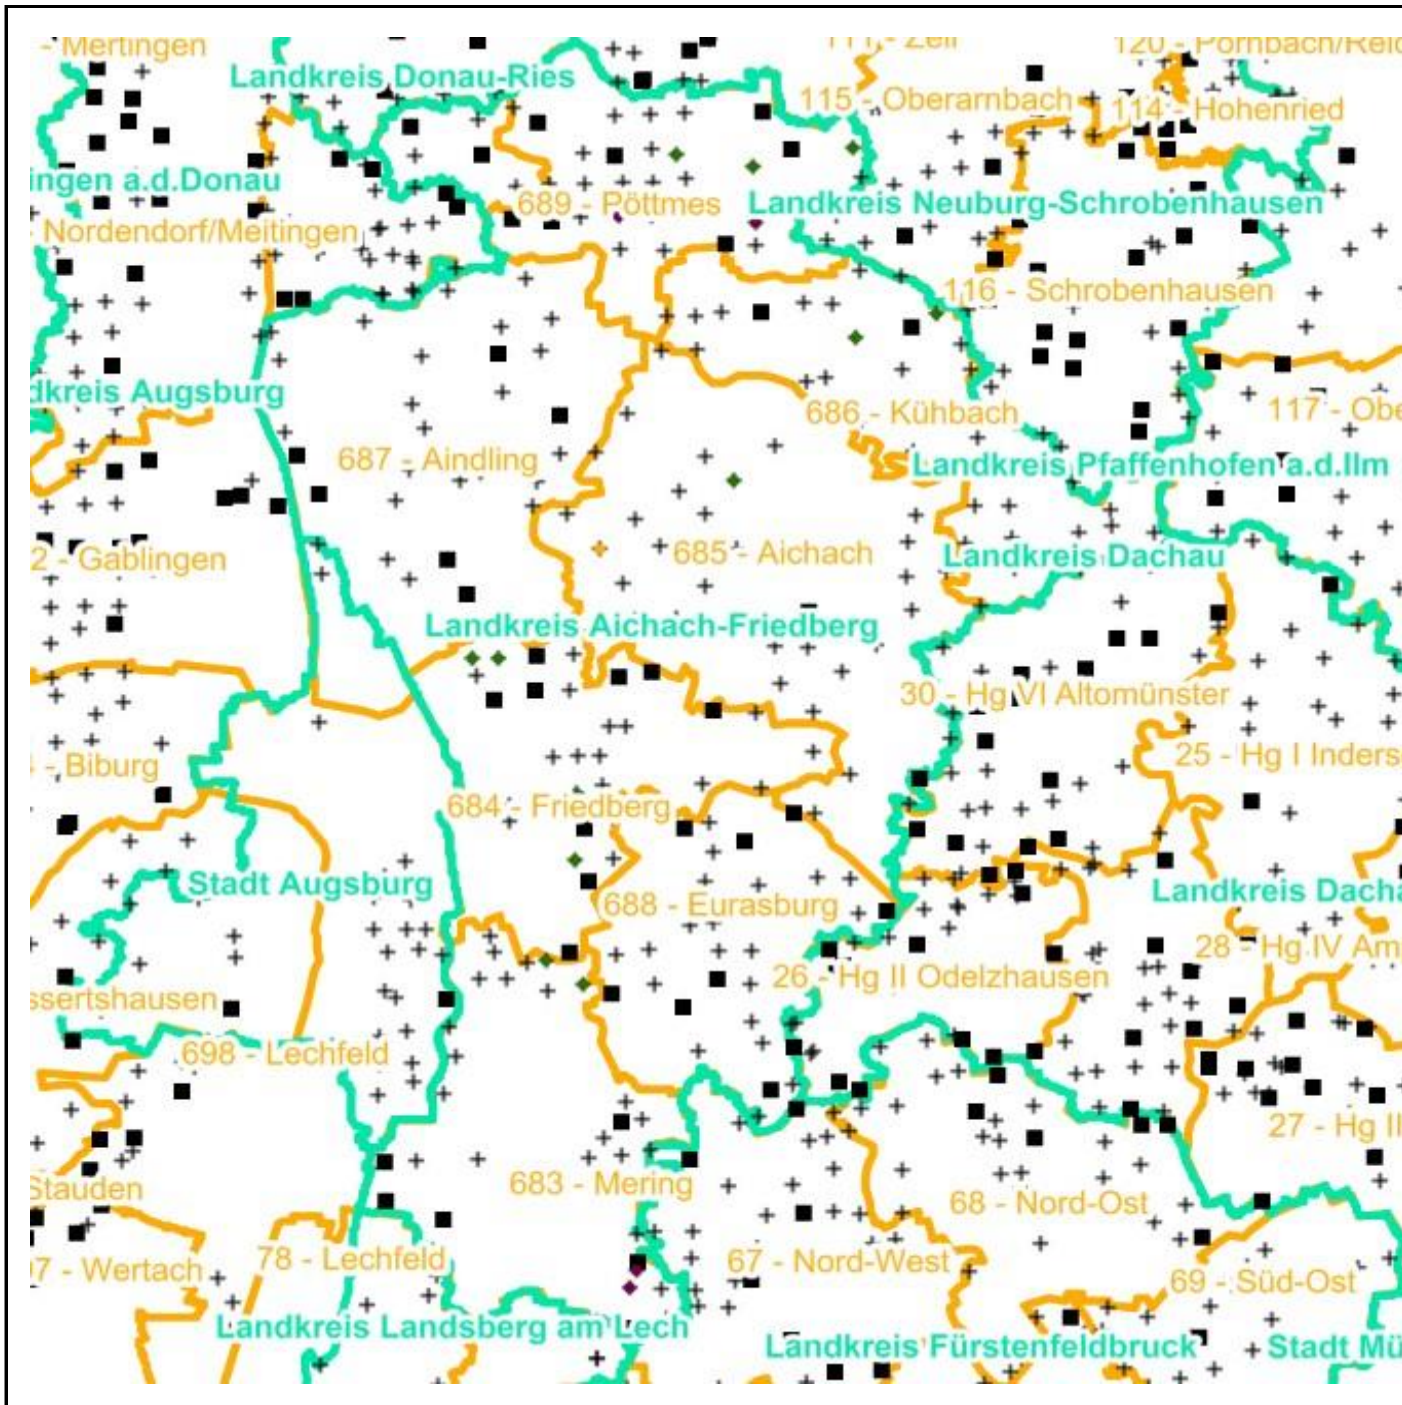 - Mertingen
111 - Zell
Landkreis Donau-Ries
115 - Oberarnbach
114 - Hohenried
ingen a.d.Donau
689 - Pöttmes
Landkreis Neuburg-Schrobenhausen
- Nordendorf/Meitingen
116 - Schrobenhausen
dkreis Augsburg
686 - Kühbach
117 - Obe
687 - Aindling
Landkreis Pfaffenhofen a.d.Ilm
2 - Gablingen
685 - Aichach
Landkreis Dachau
Landkreis Aichach-Friedberg
30 - Hg VI Altomünster
25 - Hg I Inders
- Biburg
684 - Friedberg
Stadt Augsburg
Landkreis Dacha
688 - Eurasburg
28 - Hg IV Am
26 - Hg II Odelzhausen
ssertshausen
698 - Lechfeld
27 - Hg II
683 - Mering
Stauden
68 - Nord-Ost
78 - Lechfeld
67 - Nord-West
7 - Wertach
69 - Süd-Ost
Landkreis Landsberg am Lech
Landkreis Fürstenfeldbruck
Stadt Mü